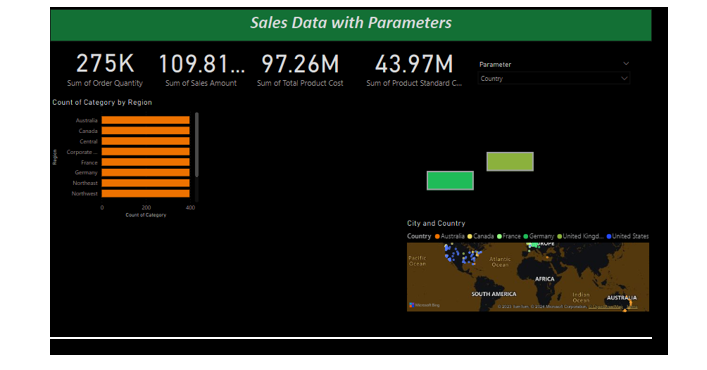 Sales Data with Parameters
275K
Sum of Order Quantity
109.81...
Sum of Sales Amount
97.26M
Sum of Total Product Cost
43.97M
Sum of Product Standard C...
Parameter
Country
Count of Category by Region
Region
Australia
Canada
Central
Corporate ...
France
Germany
Northeast
Northwest
0 200 400
Count of Category
City and Country
Country Australia Canada France Germany United Kingd... United States
Pacific
Ocean
Atlantic
Ocean
EUROPE
AFRICA
SOUTH AMERICA
Indian
Ocean
AUSTRALIA
Microsoft Bing
Microsoft Corporation